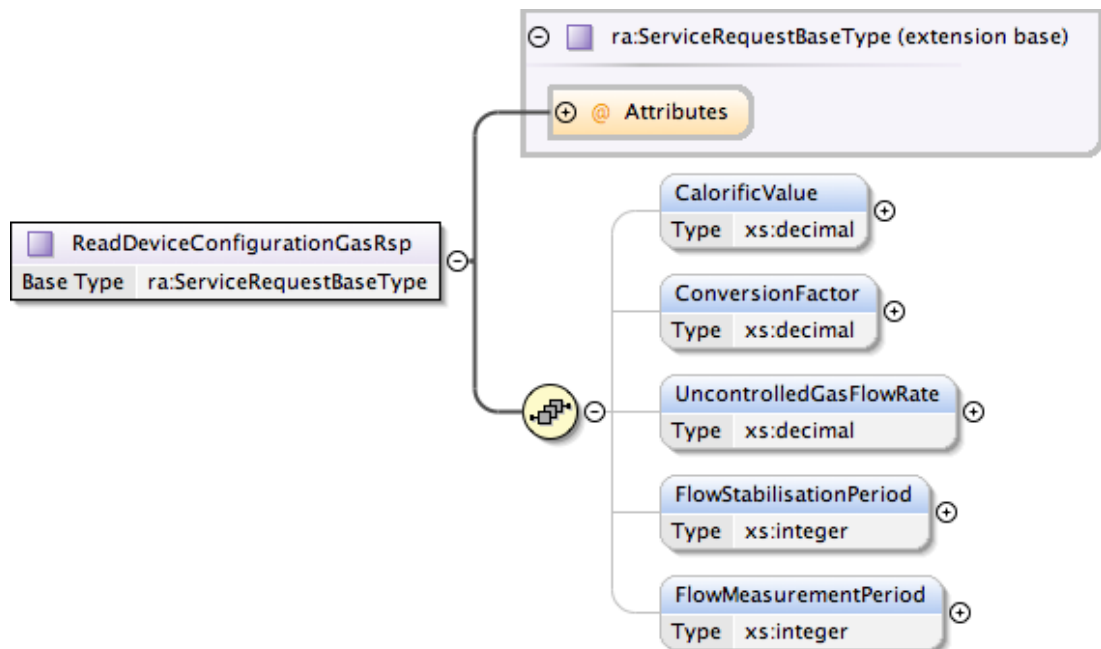 ra:ServiceRequestBaseType (extension base)
@ Attributes
ReadDeviceConfigurationGasRsp
Base Type ra:ServiceRequestBaseType
CalorificValue
Type xs:decimal
ConversionFactor
Type xs:decimal
UncontrolledGasFlowRate
Type xs:decimal
FlowStabilisationPeriod
Type xs:integer
FlowMeasurementPeriod
Type xs:integer